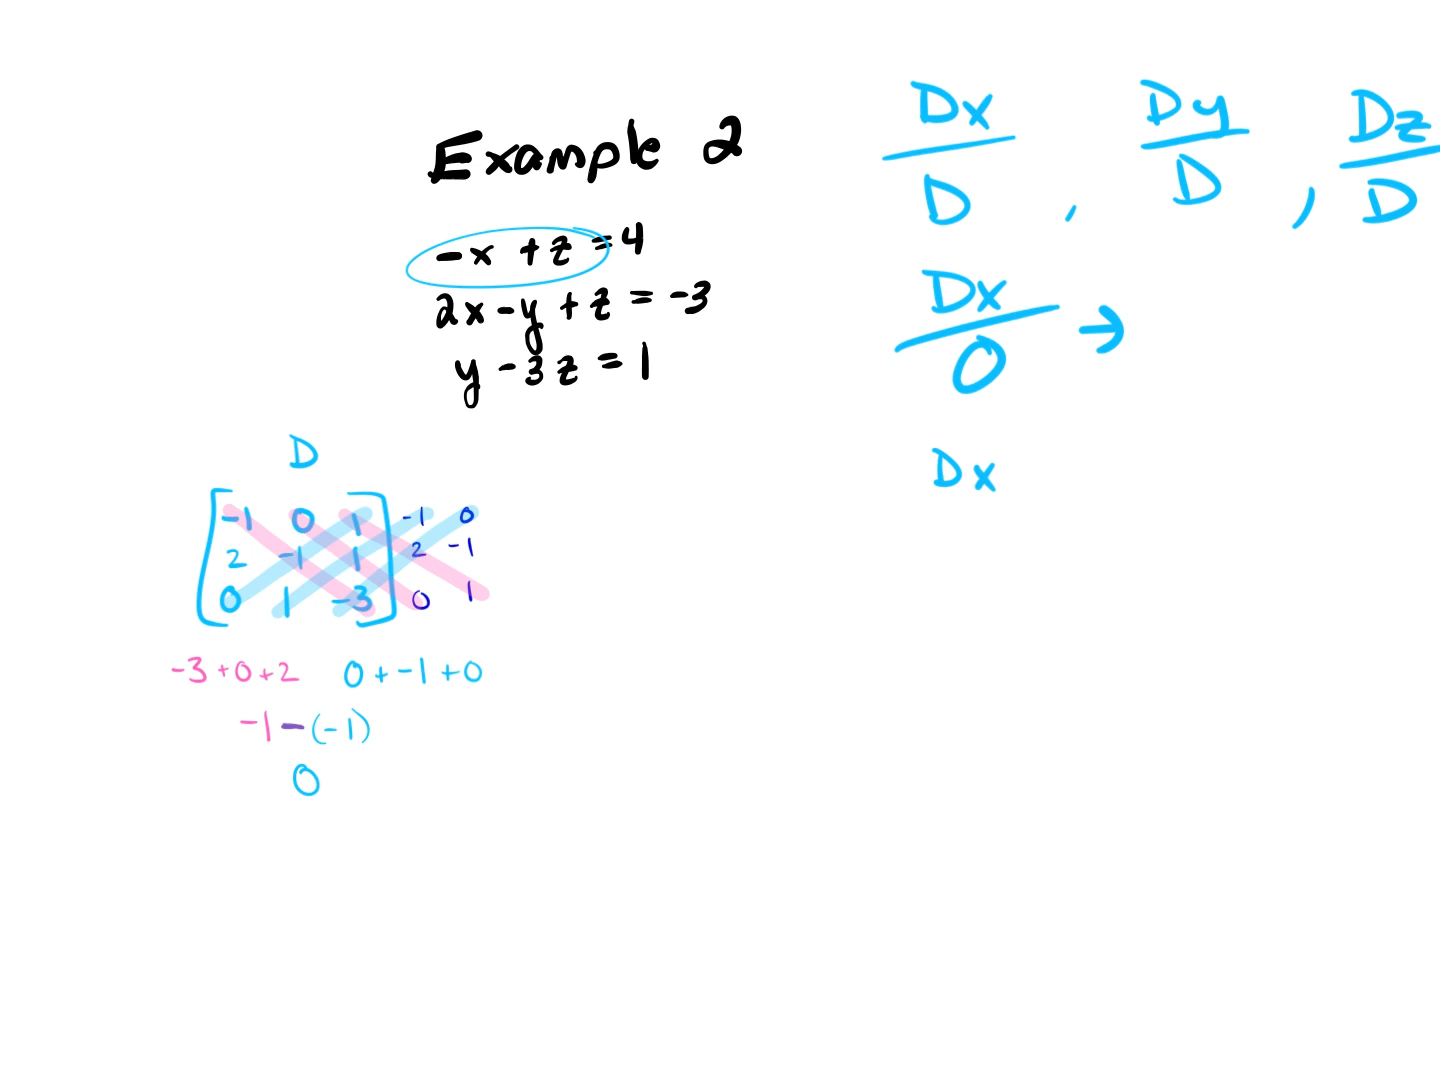 Example 2
-x + z = 4
2x - y + z = -3
y - 3z = 1
Dx/D , Dy/D , Dz/D
Dx/0 →
Dx
D
[-1 0 1] -1 0
[2 -1 1] 2 -1
[0 1 -3] 0 1
-3 + 0 + 2 0 + -1 + 0
-1 - (-1)
0